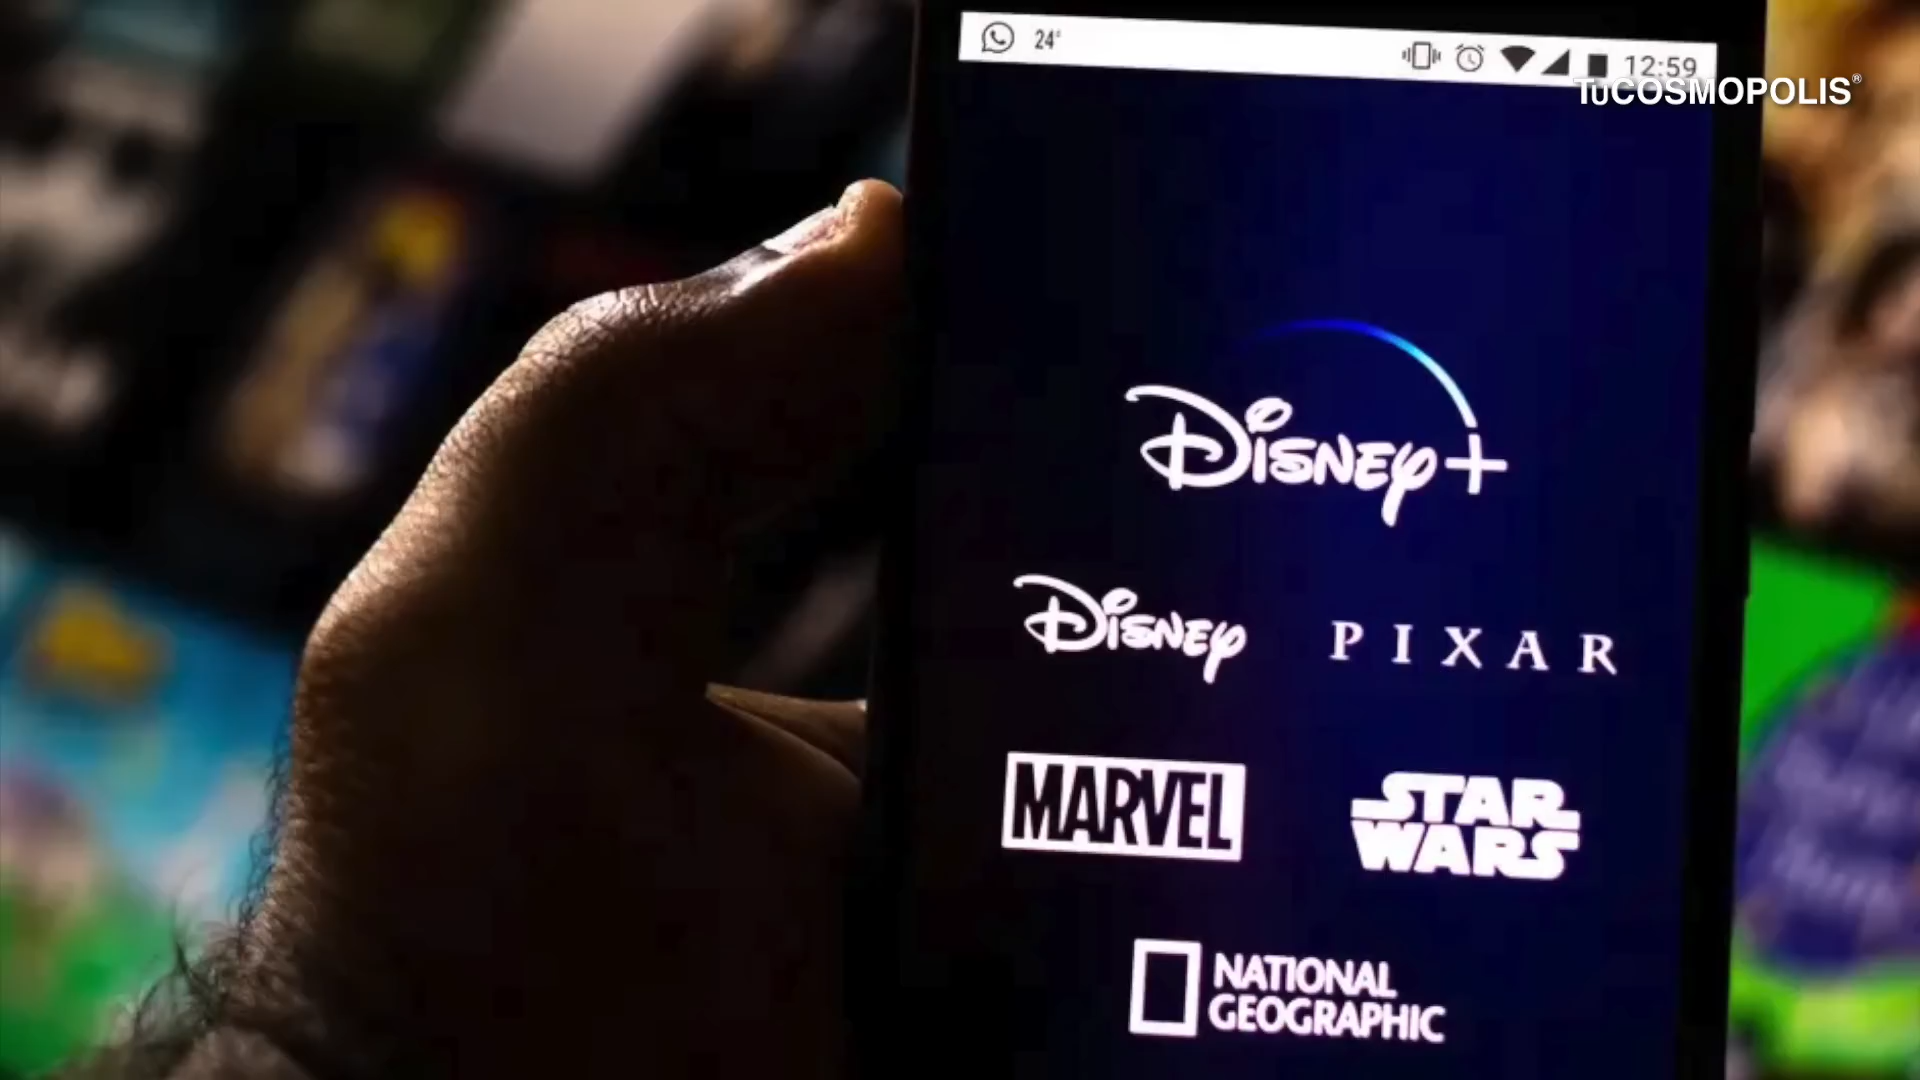 24°
12:59
TUCOSMOPOLIS®
Disney+
Disney
PIXAR
MARVEL
STAR
WARS
NATIONAL
GEOGRAPHIC